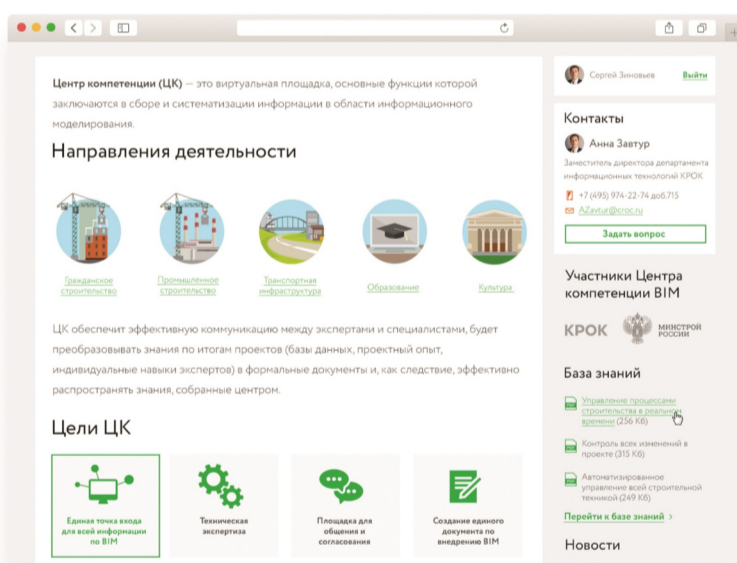 Центр компетенции (ЦК) — это виртуальная площадка, основные функции которой
заключаются в сборе и систематизации информации в области информационного
моделирования.
Направления деятельности
Гражданское
строительство
Промышленное
строительство
Транспортная
инфраструктура
Образование
Культура
ЦК обеспечит эффективную коммуникацию между экспертами и специалистами, будет
преобразовывать знания по итогам проектов (базы данных, проектный опыт,
индивидуальные навыки экспертов) в формальные документы и, как следствие, эффективно
распространять знания, собранные центром.
Цели ЦК
Единая точка входа
для всей информации
по BIM
Техническая
экспертиза
Площадка для
общения и
согласования
Создание единого
документа по
внедрению BIM
Сергей Зиновьев
Выйти
Контакты
Анна Завтур
Заместитель директора департамента
информационных технологий КРОК
+7 (495) 974-22-74 доб.715
AZavtur@croc.ru
Задать вопрос
Участники Центра
компетенции BIM
КРОК
МИНСТРОЙ
РОССИИ
База знаний
Управление процессами
строительства в реальном
времени (256 Кб)
Контроль всех изменений в
проекте (315 Кб)
Автоматизированное
управление всей строительной
техникой (249 Кб)
Перейти к базе знаний >
Новости